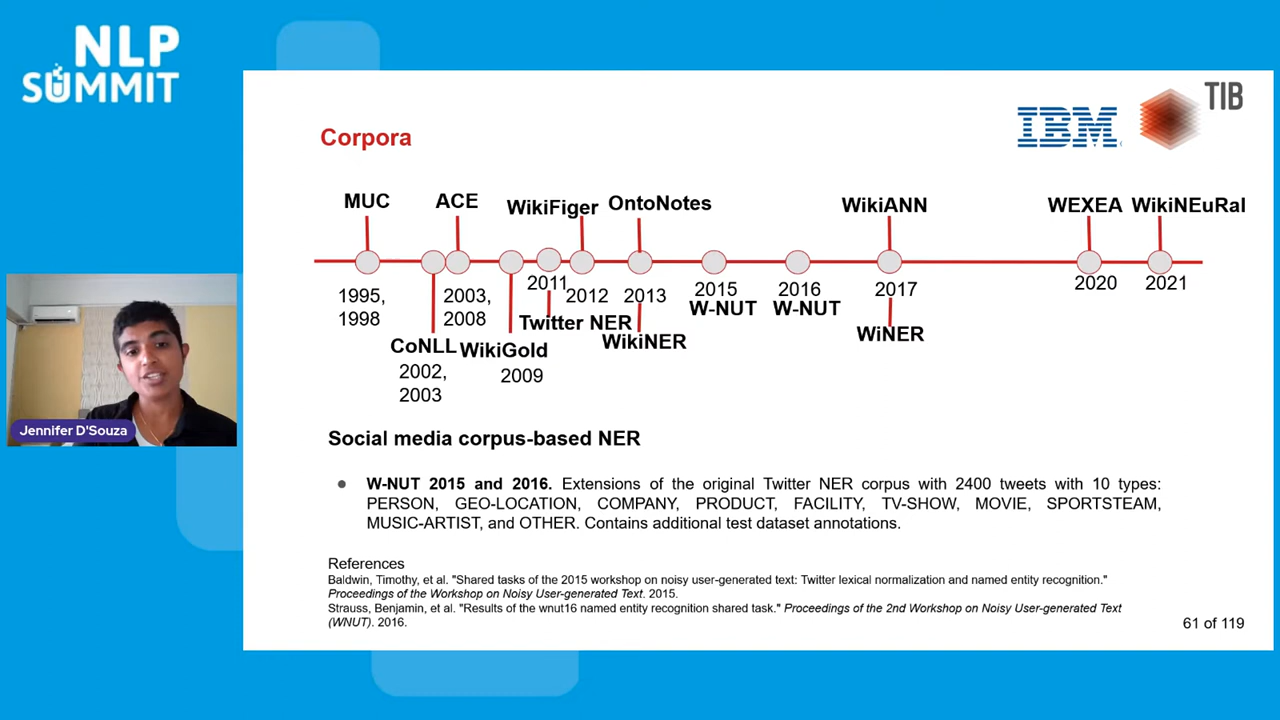 NLP
SUMMIT
IBM
TIB
Corpora
MUC
ACE
WikiFiger
OntoNotes
WikiANN
WEXEA
WikiNEuRal
1995,
1998
2003,
2008
2011
2012
2013
2015
2016
2017
2020
2021
W-NUT
W-NUT
Twitter NER
WikiNER
WiNER
CoNLL
2002,
2003
WikiGold
2009
Jennifer D'Souza
Social media corpus-based NER
● W-NUT 2015 and 2016. Extensions of the original Twitter NER corpus with 2400 tweets with 10 types:
PERSON, GEO-LOCATION, COMPANY, PRODUCT, FACILITY, TV-SHOW, MOVIE, SPORTSTEAM,
MUSIC-ARTIST, and OTHER. Contains additional test dataset annotations.
References
Baldwin, Timothy, et al. "Shared tasks of the 2015 workshop on noisy user-generated text: Twitter lexical normalization and named entity recognition."
Proceedings of the Workshop on Noisy User-generated Text. 2015.
Strauss, Benjamin, et al. "Results of the wnut16 named entity recognition shared task." Proceedings of the 2nd Workshop on Noisy User-generated Text
(WNUT). 2016.
61 of 119